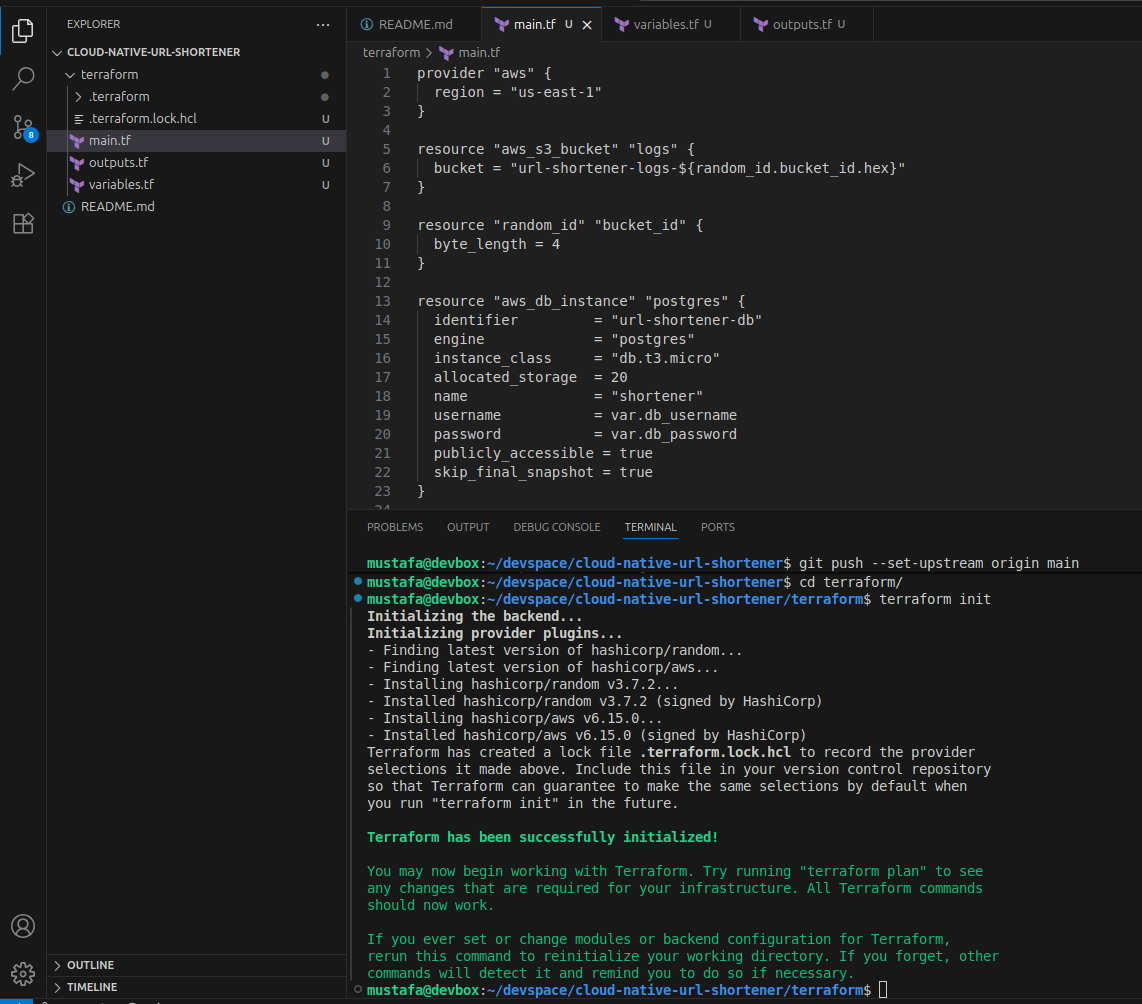 EXPLORER ...
CLOUD-NATIVE-URL-SHORTENER
terraform
.terraform
.terraform.lock.hcl U
main.tf U
outputs.tf U
variables.tf U
README.md
OUTLINE
TIMELINE
8
README.md main.tf U variables.tf U outputs.tf U
terraform > main.tf
1 provider "aws" {
2 region = "us-east-1"
3 }
4
5 resource "aws_s3_bucket" "logs" {
6 bucket = "url-shortener-logs-${random_id.bucket_id.hex}"
7 }
8
9 resource "random_id" "bucket_id" {
10 byte_length = 4
11 }
12
13 resource "aws_db_instance" "postgres" {
14 identifier = "url-shortener-db"
15 engine = "postgres"
16 instance_class = "db.t3.micro"
17 allocated_storage = 20
18 name = "shortener"
19 username = var.db_username
20 password = var.db_password
21 publicly_accessible = true
22 skip_final_snapshot = true
23 }
PROBLEMS OUTPUT DEBUG CONSOLE TERMINAL PORTS
mustafa@devbox:~/devspace/cloud-native-url-shortener$ git push --set-upstream origin main
mustafa@devbox:~/devspace/cloud-native-url-shortener$ cd terraform/
mustafa@devbox:~/devspace/cloud-native-url-shortener/terraform$ terraform init
Initializing the backend...
Initializing provider plugins...
- Finding latest version of hashicorp/random...
- Finding latest version of hashicorp/aws...
- Installing hashicorp/random v3.7.2...
- Installed hashicorp/random v3.7.2 (signed by HashiCorp)
- Installing hashicorp/aws v6.15.0...
- Installed hashicorp/aws v6.15.0 (signed by HashiCorp)
Terraform has created a lock file .terraform.lock.hcl to record the provider
selections it made above. Include this file in your version control repository
so that Terraform can guarantee to make the same selections by default when
you run "terraform init" in the future.
Terraform has been successfully initialized!
You may now begin working with Terraform. Try running "terraform plan" to see
any changes that are required for your infrastructure. All Terraform commands
should now work.
If you ever set or change modules or backend configuration for Terraform,
rerun this command to reinitialize your working directory. If you forget, other
commands will detect it and remind you to do so if necessary.
mustafa@devbox:~/devspace/cloud-native-url-shortener/terraform$